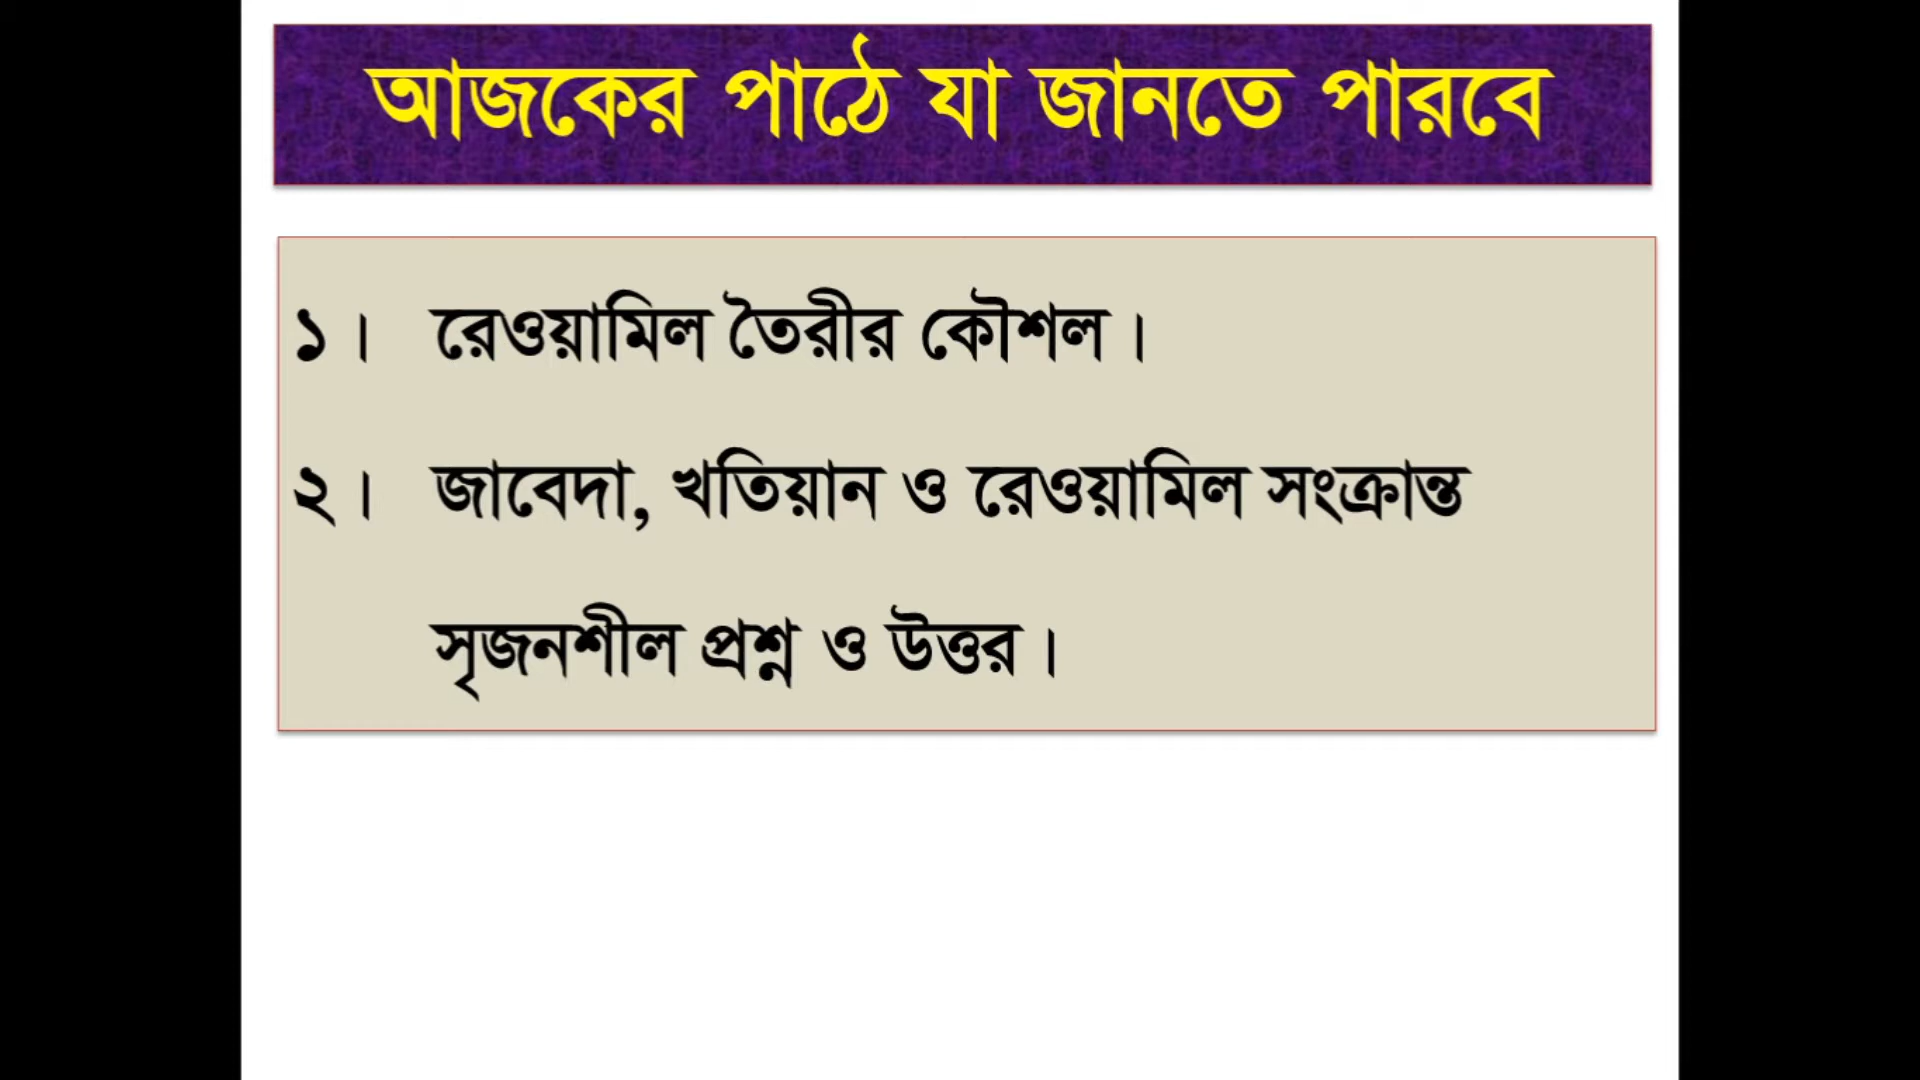 আজকের পাঠে যা জানতে পারবে
১। রেওয়ামিল তৈরীর কৌশল।
২। জাবেদা, খতিয়ান ও রেওয়ামিল সংক্রান্ত
সৃজনশীল প্রশ্ন ও উত্তর।